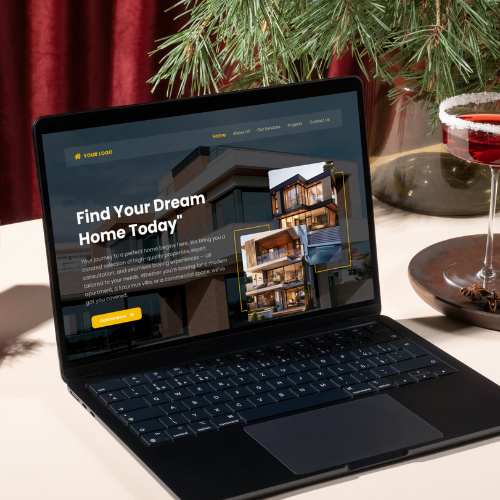 YOUR LOGO
Home About US Our Services Projects Contact Us
Find Your Dream
Home Today"
Your journey to a perfect home begins here. We bring you a
curated selection of high-quality properties, expert
consultation, and seamless buying experiences — all
tailored to your needs. Whether you're looking for a modern
apartment, a luxurious villa, or a commercial space, we've
got you covered.
Explore More